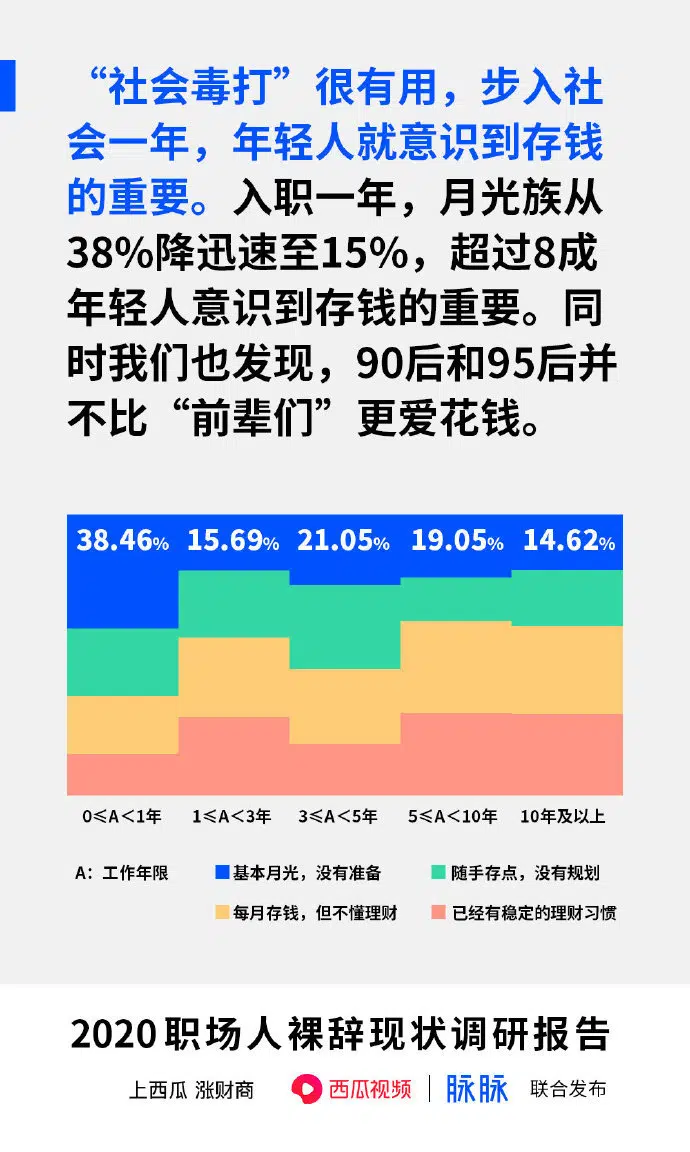 “社会毒打”很有用，步入社
会一年，年轻人就意识到存钱
的重要。入职一年，月光族从
38%降迅速至15%，超过8成
年轻人意识到存钱的重要。同
时我们也发现，90后和95后并
不比“前辈们”更爱花钱。
38.46% 15.69% 21.05% 19.05% 14.62%
0≤A＜1年 1≤A＜3年 3≤A＜5年 5≤A＜10年 10年及以上
A：工作年限 基本月光，没有准备 随手存点，没有规划
每月存钱，但不懂理财 已经有稳定的理财习惯
2020职场人裸辞现状调研报告
上西瓜 涨财商 西瓜视频 | 脉脉 联合发布